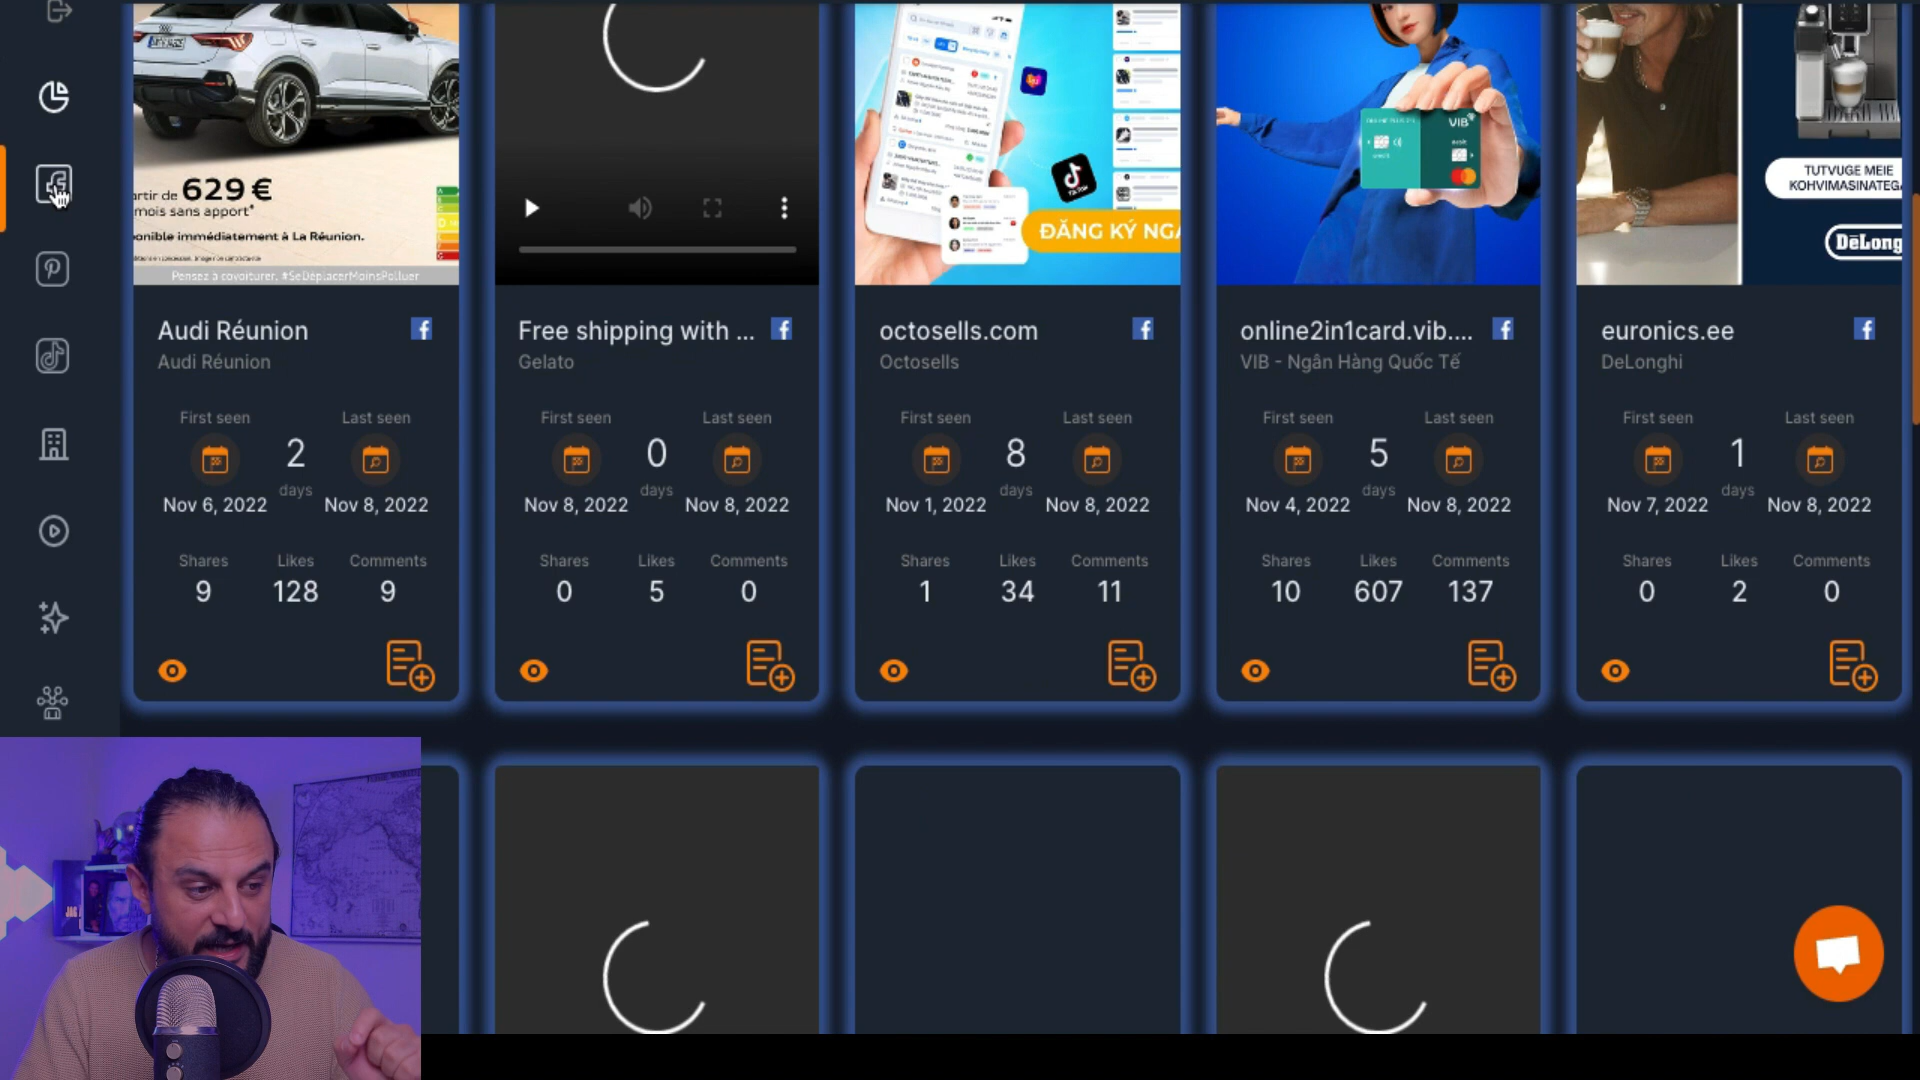 artir de 629 €
mois sans apport*
onible immédiatement à La Réunion.
Pensez à covoiturer. #SeDéplacerMoinsPolluer
ĐĂNG KÝ NGA
VIB
TUTVUGE MEIE
KOHVIMASINATEGA
DeLong
Audi Réunion
Audi Réunion
First seen
Last seen
2
days
Nov 6, 2022
Nov 8, 2022
Shares
Likes
Comments
9
128
9
Free shipping with ...
Gelato
First seen
Last seen
0
days
Nov 8, 2022
Nov 8, 2022
Shares
Likes
Comments
0
5
0
octosells.com
Octosells
First seen
Last seen
8
days
Nov 1, 2022
Nov 8, 2022
Shares
Likes
Comments
1
34
11
online2in1card.vib....
VIB - Ngân Hàng Quốc Tế
First seen
Last seen
5
days
Nov 4, 2022
Nov 8, 2022
Shares
Likes
Comments
10
607
137
euronics.ee
DeLonghi
First seen
Last seen
1
days
Nov 7, 2022
Nov 8, 2022
Shares
Likes
Comments
0
2
0